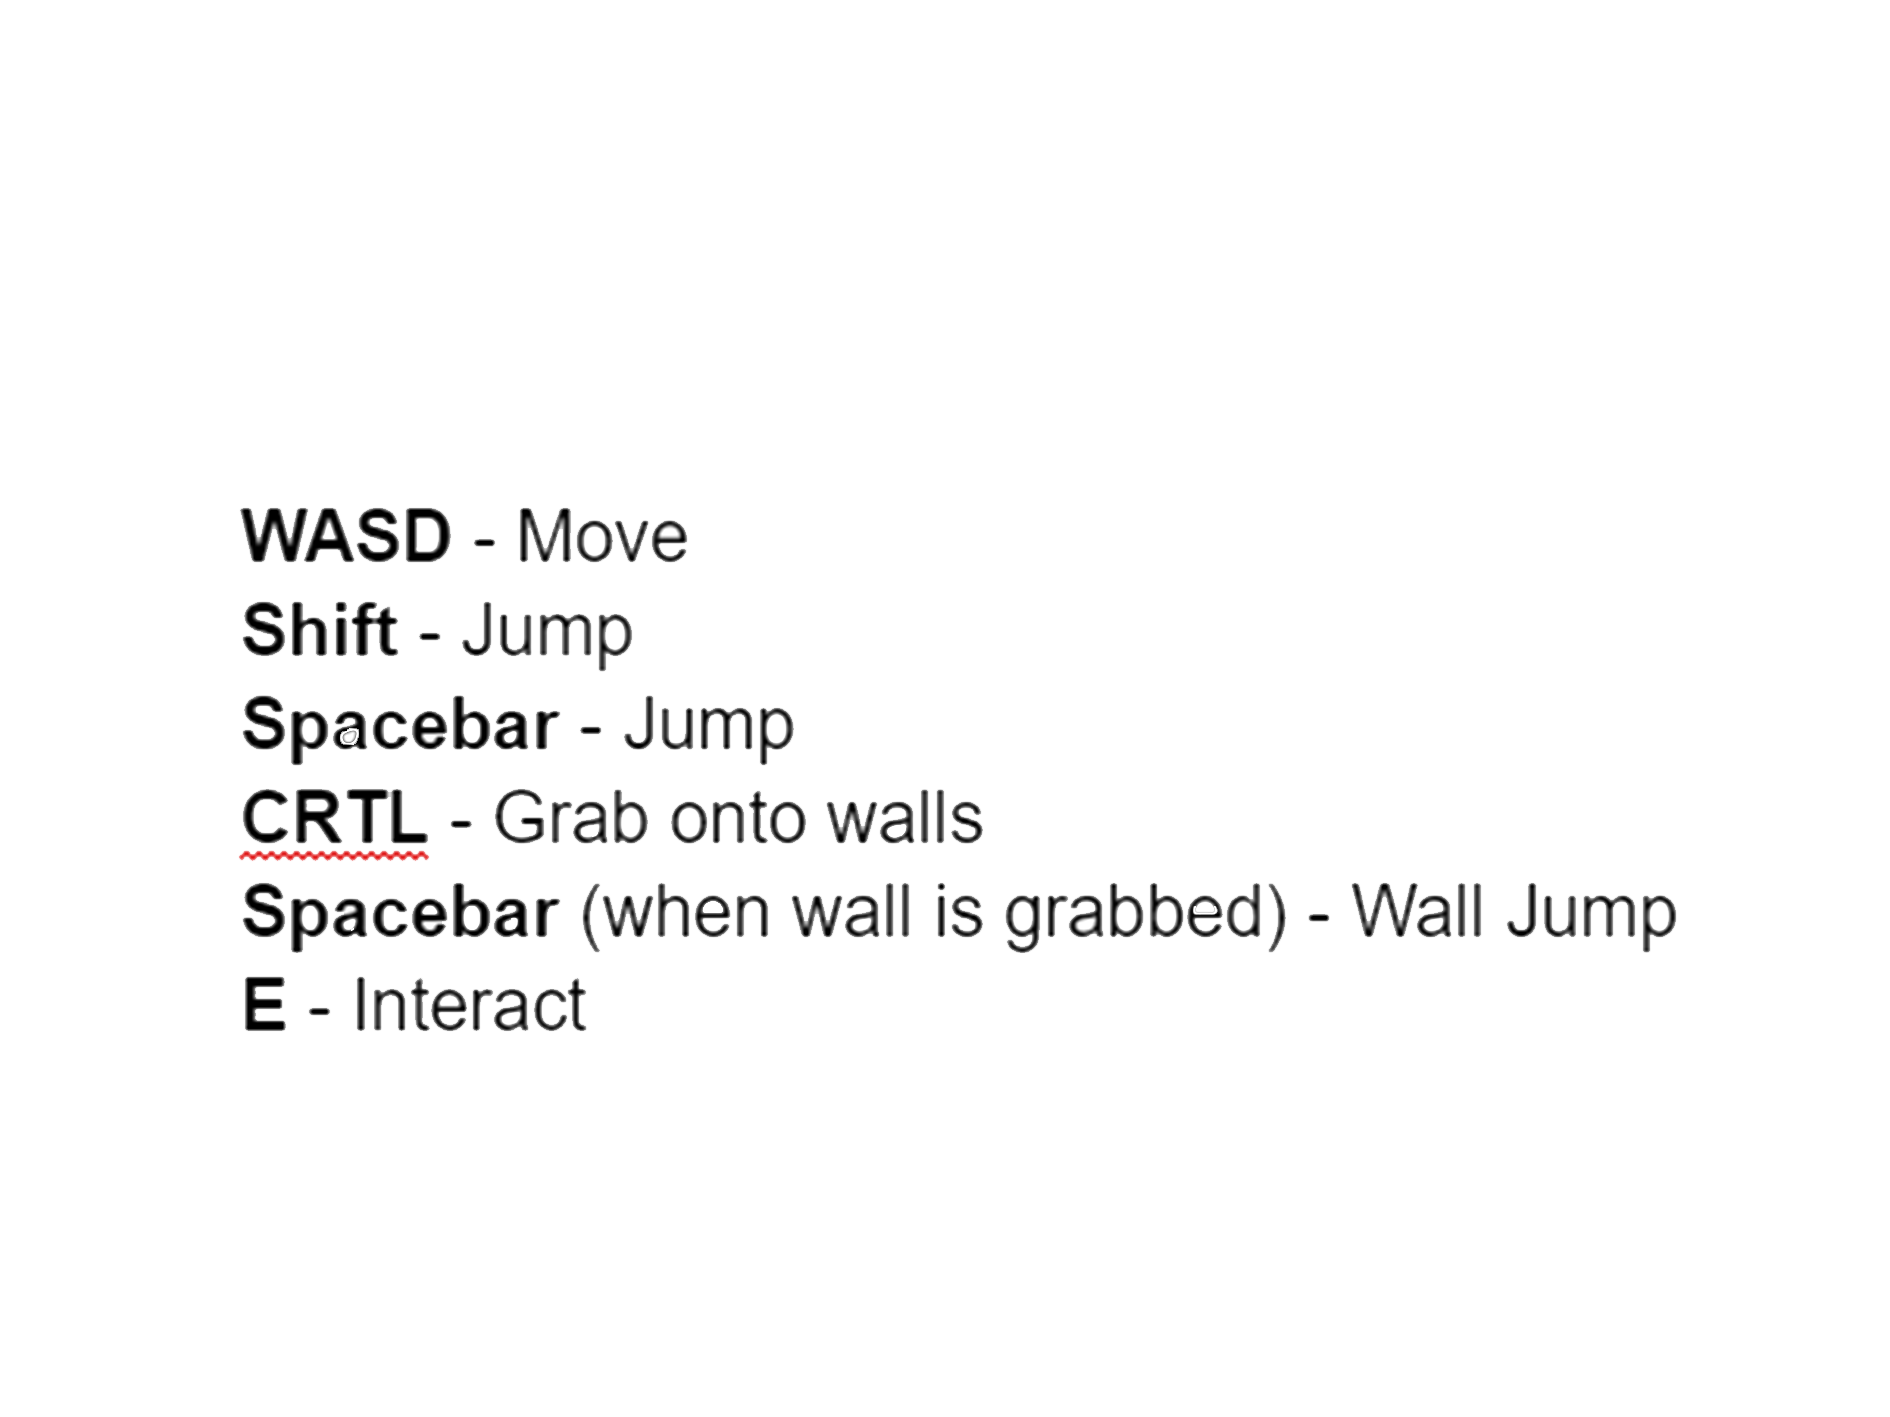 WASD - Move
Shift - Jump
Spacebar - Jump
CRTL - Grab onto walls
Spacebar (when wall is grabbed) - Wall Jump
E - Interact